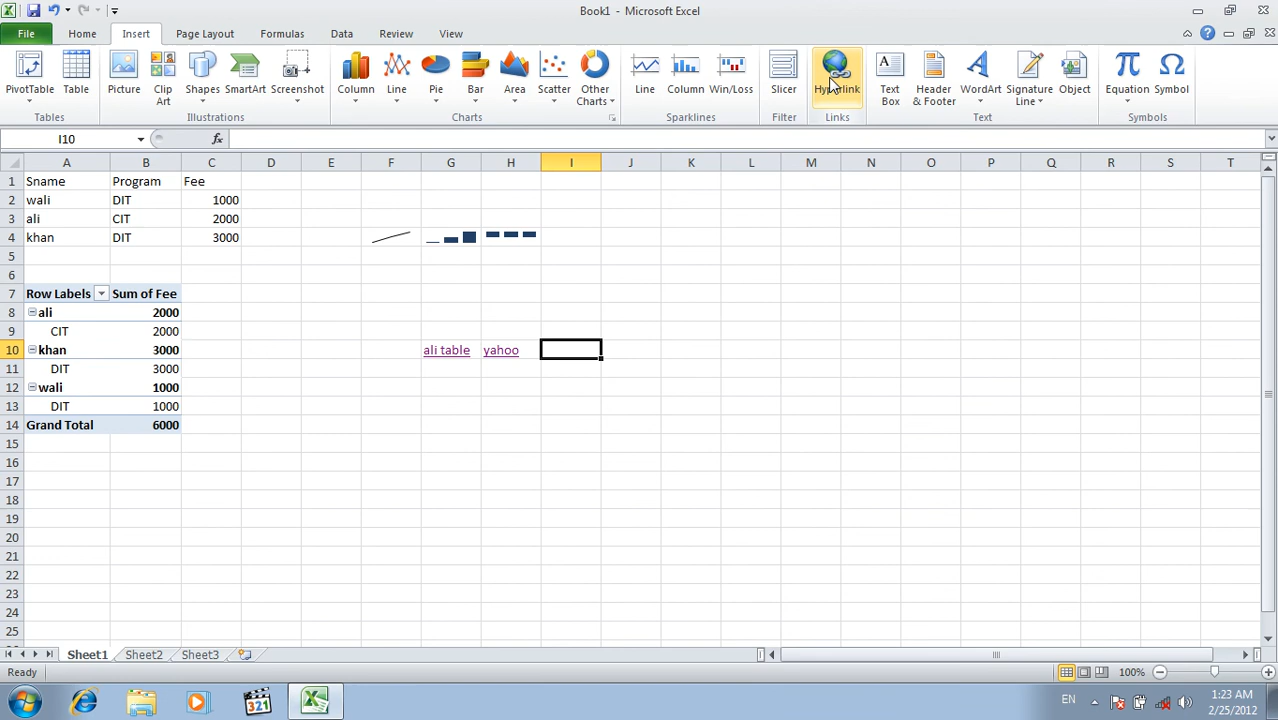 Book1 - Microsoft Excel
File Home Insert Page Layout Formulas Data Review View
PivotTable Table Picture Clip Art Shapes SmartArt Screenshot Column Line Pie Bar Area Scatter Other Charts Line Column Win/Loss Slicer Hyperlink Text Box Header & Footer WordArt Signature Line Object Equation Symbol
Tables Illustrations Charts Sparklines Filter Links Text Symbols
I10 fx
A B C D E F G H I J K L M N O P Q R S T
1 Sname Program Fee
2 wali DIT 1000
3 ali CIT 2000
4 khan DIT 3000
5
6
7 Row Labels Sum of Fee
8 ali 2000
9 CIT 2000
10 khan 3000 ali table yahoo
11 DIT 3000
12 wali 1000
13 DIT 1000
14 Grand Total 6000
15
16
17
18
19
20
21
22
23
24
25
Sheet1 Sheet2 Sheet3
Ready 100%
321 EN 1:23 AM
2/25/2012